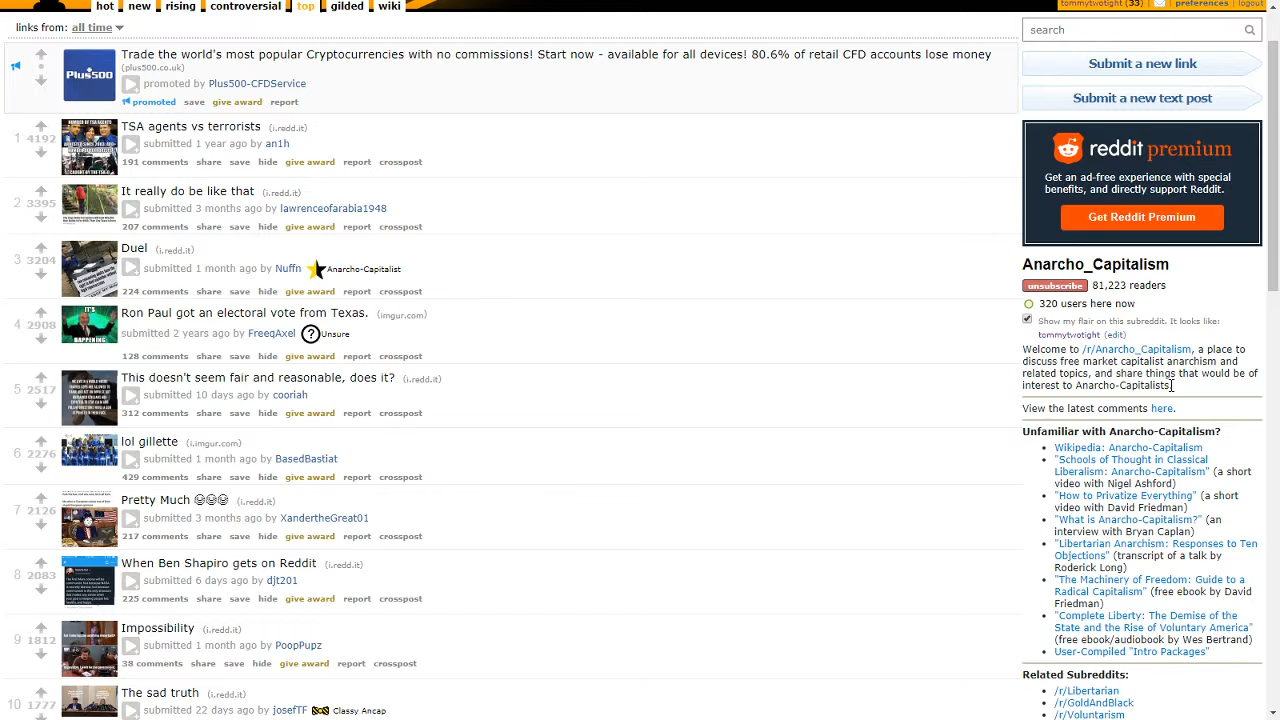 hot new rising controversial top gilded wiki
tommytwotight (33) preferences logout
links from: all time
search
Plus500
Trade the world's most popular Cryptocurrencies with no commissions! Start now - available for all devices! 80.6% of retail CFD accounts lose money
(plus500.co.uk)
promoted by Plus500-CFDService
promoted save give award report
1 4192 TSA agents vs terrorists (i.redd.it)
submitted 1 year ago by an1h
191 comments share save hide give award report crosspost
2 3395 It really do be like that (i.redd.it)
submitted 3 months ago by lawrenceofarabia1948
207 comments share save hide give award report crosspost
3 3204 Duel (i.redd.it)
submitted 1 month ago by Nuffn Anarcho-Capitalist
224 comments share save hide give award report crosspost
4 2908 Ron Paul got an electoral vote from Texas. (imgur.com)
IT'S
HAPPENING
submitted 2 years ago by FreeqAxel ? Unsure
128 comments share save hide give award report crosspost
5 2517 This doesnt seem fair and reasonable, does it? (i.redd.it)
submitted 10 days ago by cooriah
312 comments share save hide give award report crosspost
6 2276 lol gillette (i.imgur.com)
submitted 1 month ago by BasedBastiat
429 comments share save hide give award report crosspost
7 2126 Pretty Much (i.redd.it)
submitted 3 months ago by XandertheGreat01
217 comments share save hide give award report crosspost
8 2083 When Ben Shapiro gets on Reddit (i.redd.it)
submitted 6 days ago by djt201
225 comments share save hide give award report crosspost
9 1812 Impossibility (i.redd.it)
submitted 1 month ago by PoopPupz
38 comments share save hide give award report crosspost
10 1777 The sad truth (i.redd.it)
submitted 22 days ago by josefTF Classy Ancap
Submit a new link
Submit a new text post
reddit premium
Get an ad-free experience with special
benefits, and directly support Reddit.
Get Reddit Premium
Anarcho_Capitalism
unsubscribe 81,223 readers
320 users here now
Show my flair on this subreddit. It looks like:
tommytwotight (edit)
Welcome to /r/Anarcho_Capitalism, a place to
discuss free market capitalist anarchism and
related topics, and share things that would be of
interest to Anarcho-Capitalists.
View the latest comments here.
Unfamiliar with Anarcho-Capitalism?
Wikipedia: Anarcho-Capitalism
"Schools of Thought in Classical
Liberalism: Anarcho-Capitalism" (a short
video with Nigel Ashford)
"How to Privatize Everything" (a short
video with David Friedman)
"What is Anarcho-Capitalism?" (an
interview with Bryan Caplan)
"Libertarian Anarchism: Responses to Ten
Objections" (transcript of a talk by
Roderick Long)
"The Machinery of Freedom: Guide to
Radical Capitalism" (free ebook by David
Friedman)
"Complete Liberty: The Demise of the
State and the Rise of Voluntary America"
(free ebook/audiobook by Wes Bertrand)
User-Compiled "Intro Packages"
Related Subreddits:
/r/Libertarian
/r/GoldAndBlack
/r/Voluntarism